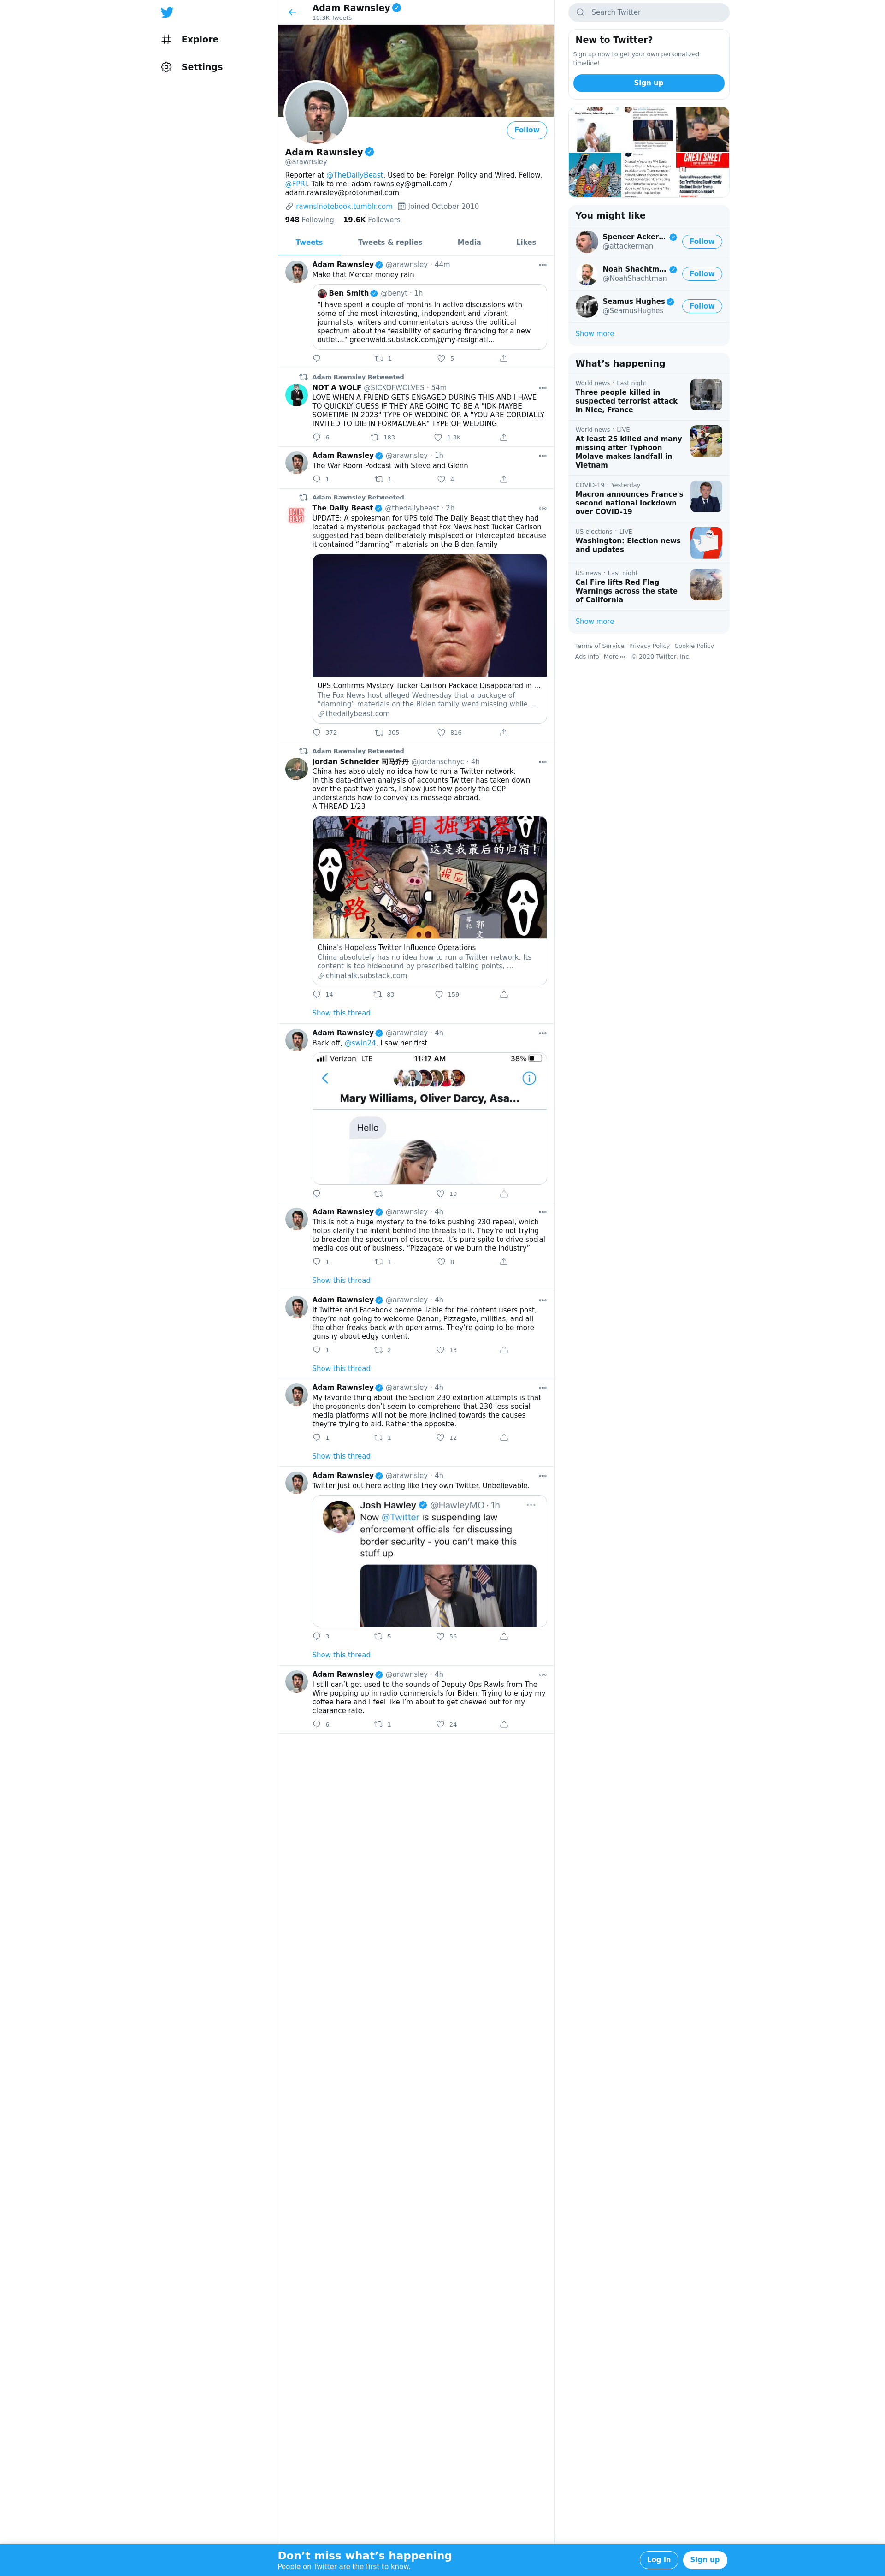 Explore
Settings
Adam Rawnsley
10.3K Tweets
Follow
Adam Rawnsley
@arawnsley
Reporter at @TheDailyBeast. Used to be: Foreign Policy and Wired. Fellow,
@FPRI. Talk to me: adam.rawnsley@gmail.com /
adam.rawnsley@protonmail.com
rawnslnotebook.tumblr.com Joined October 2010
948 Following 19.6K Followers
Tweets Tweets & replies Media Likes
Adam Rawnsley @arawnsley · 44m
Make that Mercer money rain
Ben Smith @benyt · 1h
"I have spent a couple of months in active discussions with
some of the most interesting, independent and vibrant
journalists, writers and commentators across the political
spectrum about the feasibility of securing financing for a new
outlet..." greenwald.substack.com/p/my-resignati…
1 5
Adam Rawnsley Retweeted
NOT A WOLF @SICKOFWOLVES · 54m
LOVE WHEN A FRIEND GETS ENGAGED DURING THIS AND I HAVE
TO QUICKLY GUESS IF THEY ARE GOING TO BE A "IDK MAYBE
SOMETIME IN 2023" TYPE OF WEDDING OR A "YOU ARE CORDIALLY
INVITED TO DIE IN FORMALWEAR" TYPE OF WEDDING
6 183 1.3K
Adam Rawnsley @arawnsley · 1h
The War Room Podcast with Steve and Glenn
1 1 4
Adam Rawnsley Retweeted
The Daily Beast @thedailybeast · 2h
UPDATE: A spokesman for UPS told The Daily Beast that they had
located a mysterious packaged that Fox News host Tucker Carlson
suggested had been deliberately misplaced or intercepted because
it contained “damning” materials on the Biden family
UPS Confirms Mystery Tucker Carlson Package Disappeared in …
The Fox News host alleged Wednesday that a package of
“damning” materials on the Biden family went missing while …
thedailybeast.com
372 305 816
Adam Rawnsley Retweeted
Jordan Schneider 司马乔丹 @jordanschnyc · 4h
China has absolutely no idea how to run a Twitter network.
In this data-driven analysis of accounts Twitter has taken down
over the past two years, I show just how poorly the CCP
understands how to convey its message abroad.
A THREAD 1/23
走投无路
自掘坟墓
这是我最后的归宿!
报应
郭文
China's Hopeless Twitter Influence Operations
China absolutely has no idea how to run a Twitter network. Its
content is too hidebound by prescribed talking points, …
chinatalk.substack.com
14 83 159
Show this thread
Adam Rawnsley @arawnsley · 4h
Back off, @swin24, I saw her first
Verizon LTE 11:17 AM 38%
Mary Williams, Oliver Darcy, Asa...
Hello
10
Adam Rawnsley @arawnsley · 4h
This is not a huge mystery to the folks pushing 230 repeal, which
helps clarify the intent behind the threats to it. They’re not trying
to broaden the spectrum of discourse. It’s pure spite to drive social
media cos out of business. “Pizzagate or we burn the industry”
1 1 8
Show this thread
Adam Rawnsley @arawnsley · 4h
If Twitter and Facebook become liable for the content users post,
they’re not going to welcome Qanon, Pizzagate, militias, and all
the other freaks back with open arms. They’re going to be more
gunshy about edgy content.
1 2 13
Show this thread
Adam Rawnsley @arawnsley · 4h
My favorite thing about the Section 230 extortion attempts is that
the proponents don’t seem to comprehend that 230-less social
media platforms will not be more inclined towards the causes
they’re trying to aid. Rather the opposite.
1 1 12
Show this thread
Adam Rawnsley @arawnsley · 4h
Twitter just out here acting like they own Twitter. Unbelievable.
Josh Hawley @HawleyMO · 1h
Now @Twitter is suspending law
enforcement officials for discussing
border security - you can’t make this
stuff up
3 5 56
Show this thread
Adam Rawnsley @arawnsley · 4h
I still can’t get used to the sounds of Deputy Ops Rawls from The
Wire popping up in radio commercials for Biden. Trying to enjoy my
coffee here and I feel like I’m about to get chewed out for my
clearance rate.
6 1 24
Search Twitter
New to Twitter?
Sign up now to get your own personalized
timeline!
Sign up
CHEAT SHEET
You might like
Spencer Acker…
@attackerman
Follow
Noah Shachtm…
@NoahShachtman
Follow
Seamus Hughes
@SeamusHughes
Follow
Show more
What’s happening
World news · Last night
Three people killed in
suspected terrorist attack
in Nice, France
World news · LIVE
At least 25 killed and many
missing after Typhoon
Molave makes landfall in
Vietnam
COVID-19 · Yesterday
Macron announces France's
second national lockdown
over COVID-19
US elections · LIVE
Washington: Election news
and updates
US news · Last night
Cal Fire lifts Red Flag
Warnings across the state
of California
Show more
Terms of Service Privacy Policy Cookie Policy
Ads info More © 2020 Twitter, Inc.
Don’t miss what’s happening
People on Twitter are the first to know.
Log in Sign up